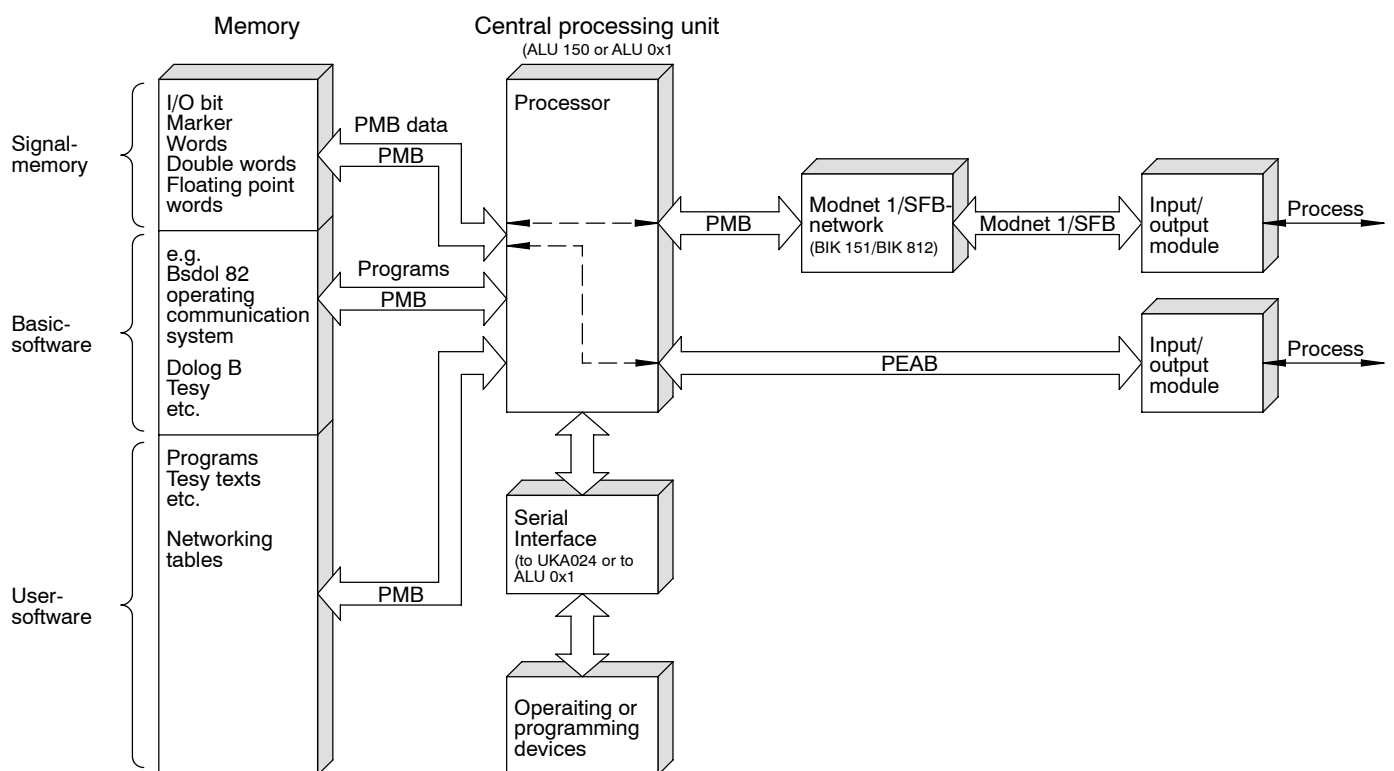 Memory
Central processing unit
(ALU 150 or ALU 0x1
Signal-
memory
I/O bit
Marker
Words
Double words
Floating point
words
PMB data
PMB
Processor
PMB
Modnet 1/SFB-
network
(BIK 151/BIK 812)
Modnet 1/SFB
Input/
output
module
Process
Basic-
software
e.g.
Bsdol 82
operating
communication
system
Dolog B
Tesy
etc.
Programs
PMB
PEAB
Input/
output
module
Process
User-
software
Programs
Tesy texts
etc.
Networking
tables
PMB
Serial
Interface
(to UKA024 or to
ALU 0x1
Operaiting or
programming
devices